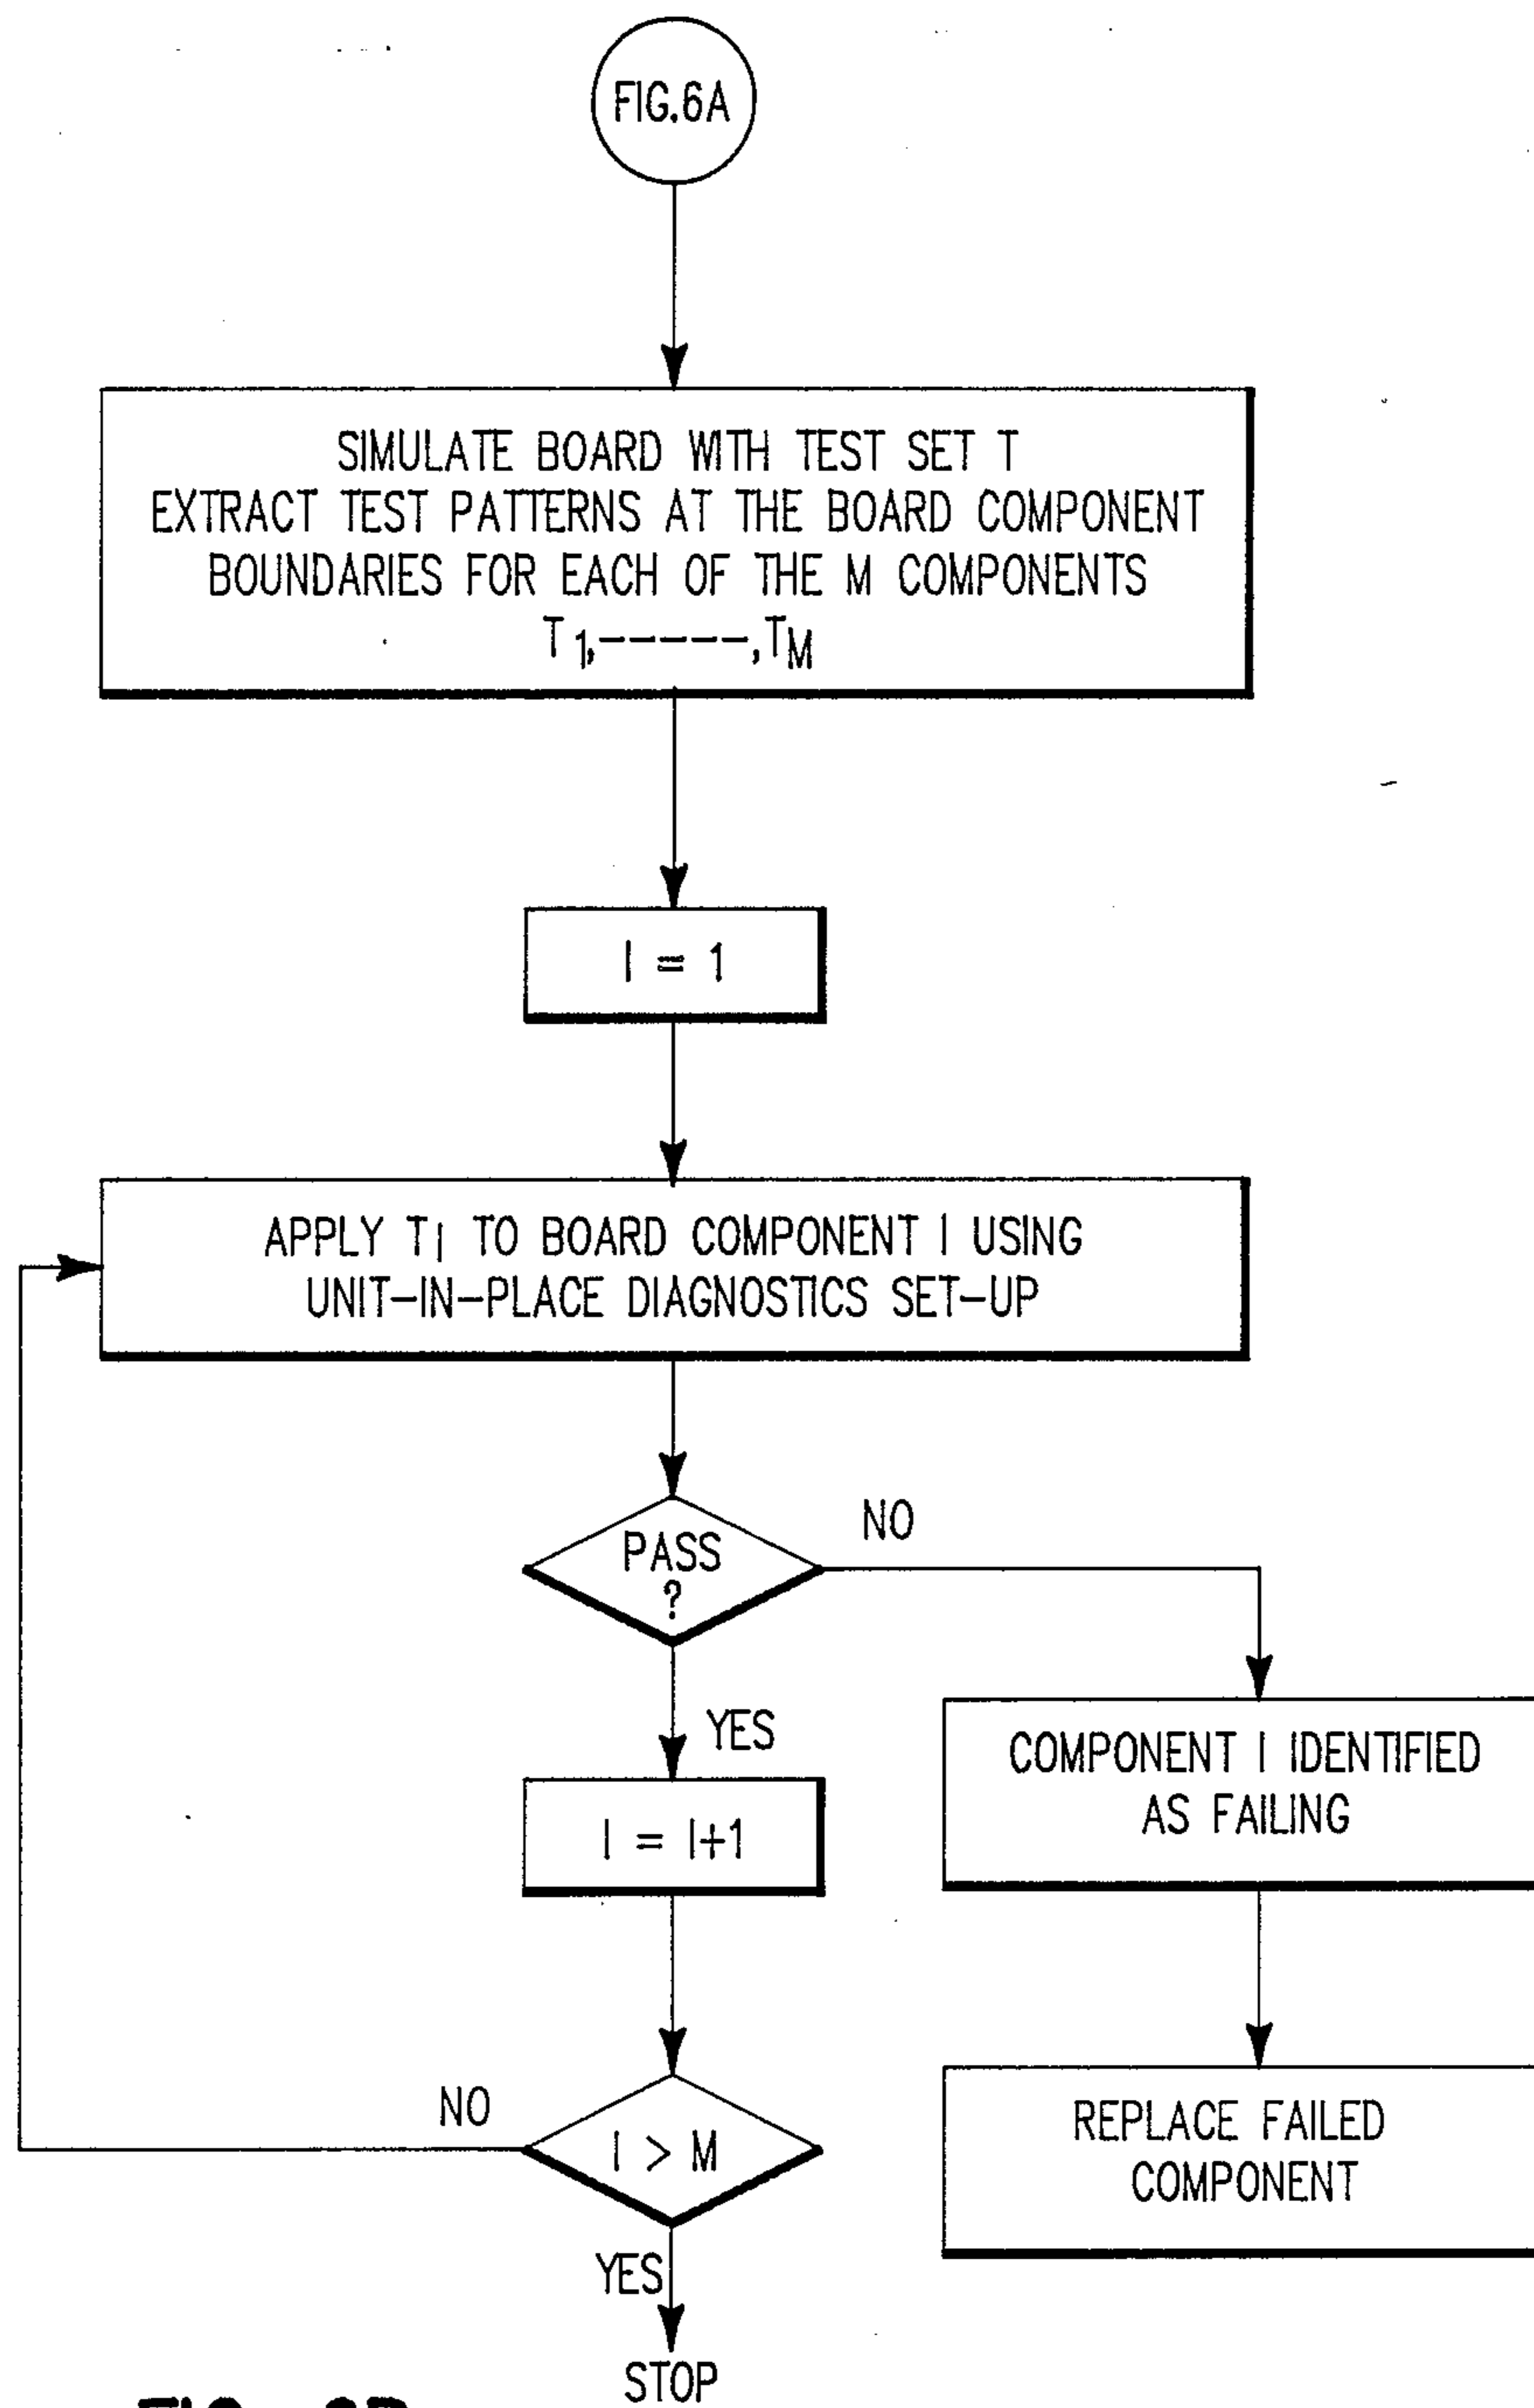 FIG.6A
SIMULATE BOARD WITH TEST SET T
EXTRACT TEST PATTERNS AT THE BOARD COMPONENT
BOUNDARIES FOR EACH OF THE M COMPONENTS
T1,-----,TM
I = 1
APPLY TI TO BOARD COMPONENT I USING
UNIT-IN-PLACE DIAGNOSTICS SET-UP
PASS
?
NO
YES
COMPONENT I IDENTIFIED
AS FAILING
I = I+1
REPLACE FAILED
COMPONENT
NO
I > M
YES
STOP